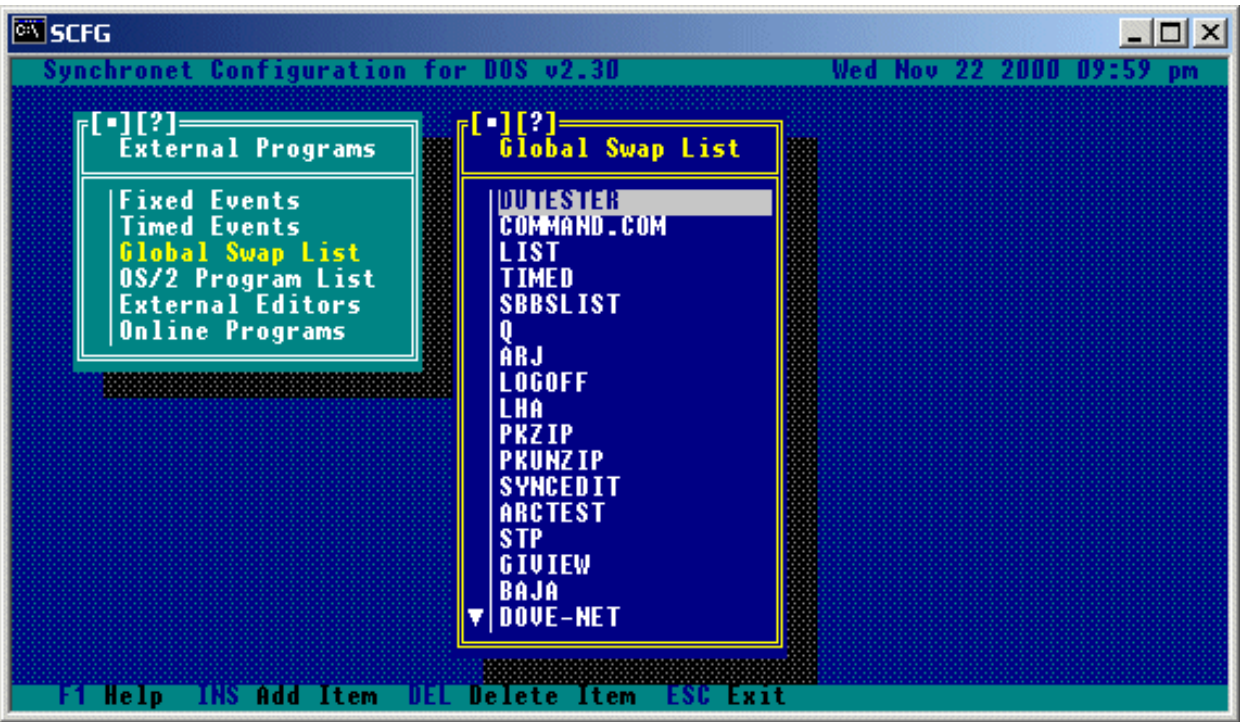 SCFG
Synchronet Configuration for DOS v2.30 Wed Nov 22 2000 09:59 pm
[▪][?]
External Programs
Fixed Events
Timed Events
Global Swap List
OS/2 Program List
External Editors
Online Programs
[▪][?]
Global Swap List
DUTESTER
COMMAND.COM
LIST
TIMED
SBBSLIST
Q
ARJ
LOGOFF
LHA
PKZIP
PKUNZIP
SYNCEDIT
ARCTEST
STP
GIVIEW
BAJA
▼ DOVE-NET
F1 Help INS Add Item DEL Delete Item ESC Exit